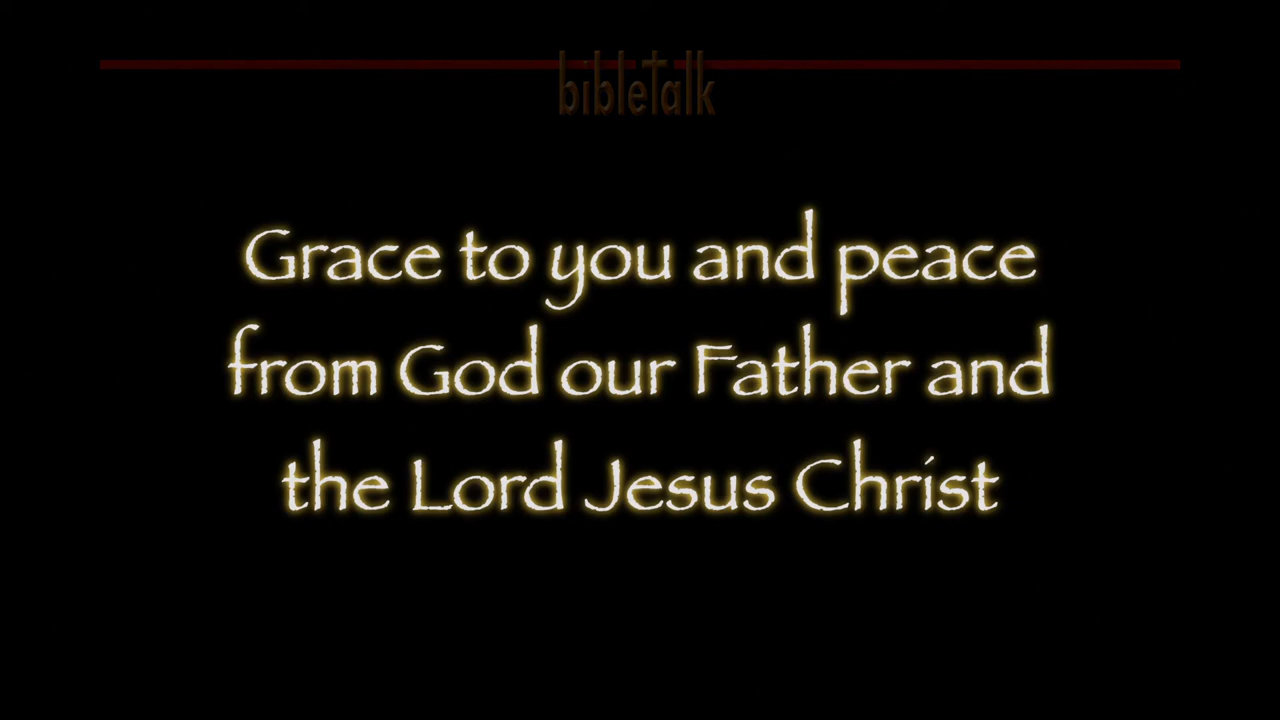 bibletalk
Grace to you and peace
from God our Father and
the Lord Jesus Christ